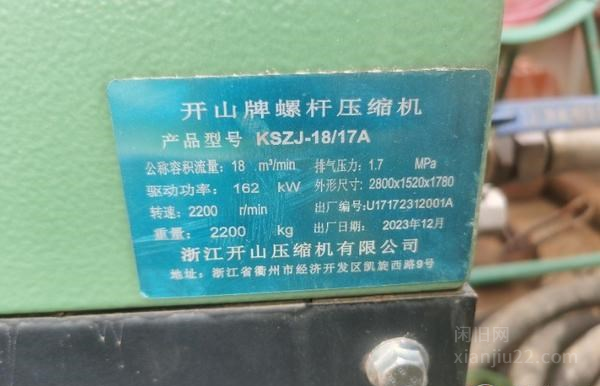 开山牌螺杆压缩机
产品型号 KSZJ-18/17A
公称容积流量: 18 m³/min 排气压力: 1.7 MPa
驱动功率: 162 kW 外形尺寸: 2800x1520x1780
转速: 2200 r/min 出厂编号: U17172312001A
重量: 2200 kg 出厂日期: 2023年12月
浙江开山压缩机有限公司
地址: 浙江省衢州市经济开发区凯旋西路9号
闲旧网
xianjiu22.com